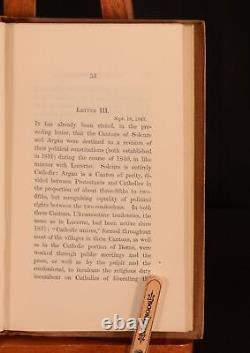 53
LETTER III.
Sept. 10, 1847.
IT has already been stated, in the pre-
ceding letter, that the Cantons of Soleure
and Argau were destined to a revision
of their political constitutions (both established
in 1831) during the course of 1840, in like
manner with Lucerne. Soleure is entirely
Catholic: Argau is a Canton of parity, di-
vided between Protestants and Catholics in
the proportion of about three-fifths to two-
fifths, but recognising equality of political
rights between the two confessions. In both
these Cantons, Ultramontane tendencies, the same
as in Lucerne, had been active since
1831: "Catholic unions," formed throughout
most of the villages in these Cantons, as well
as in the Catholic portion of Berne, were
worked through public meetings and the
press, as well as by the pulpit and the
confessional, to inculcate the religious duty
incumbent on Catholics of liberating the